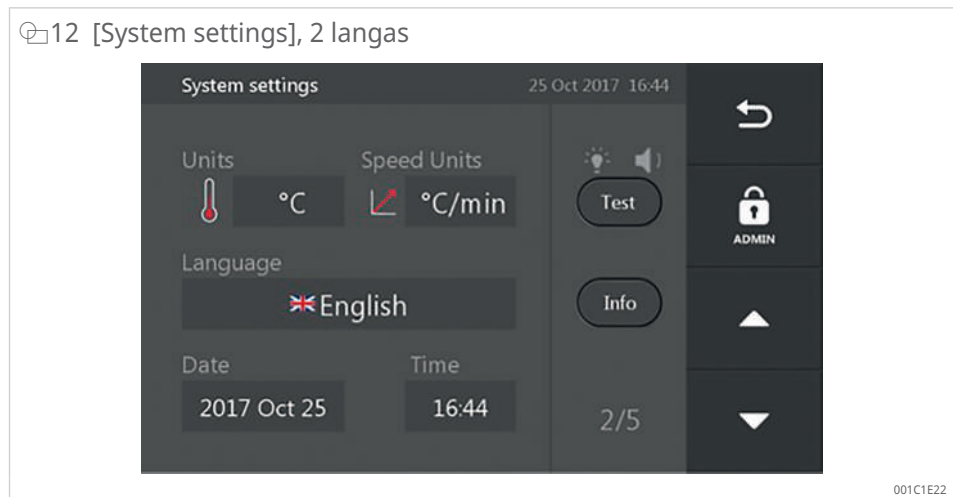 12 [System settings], 2 langas
System settings
25 Oct 2017 16:44
Units
Speed Units
°C
°C/min
Test
ADMIN
Language
English
Info
Date
Time
2017 Oct 25
16:44
2/5
001C1E22